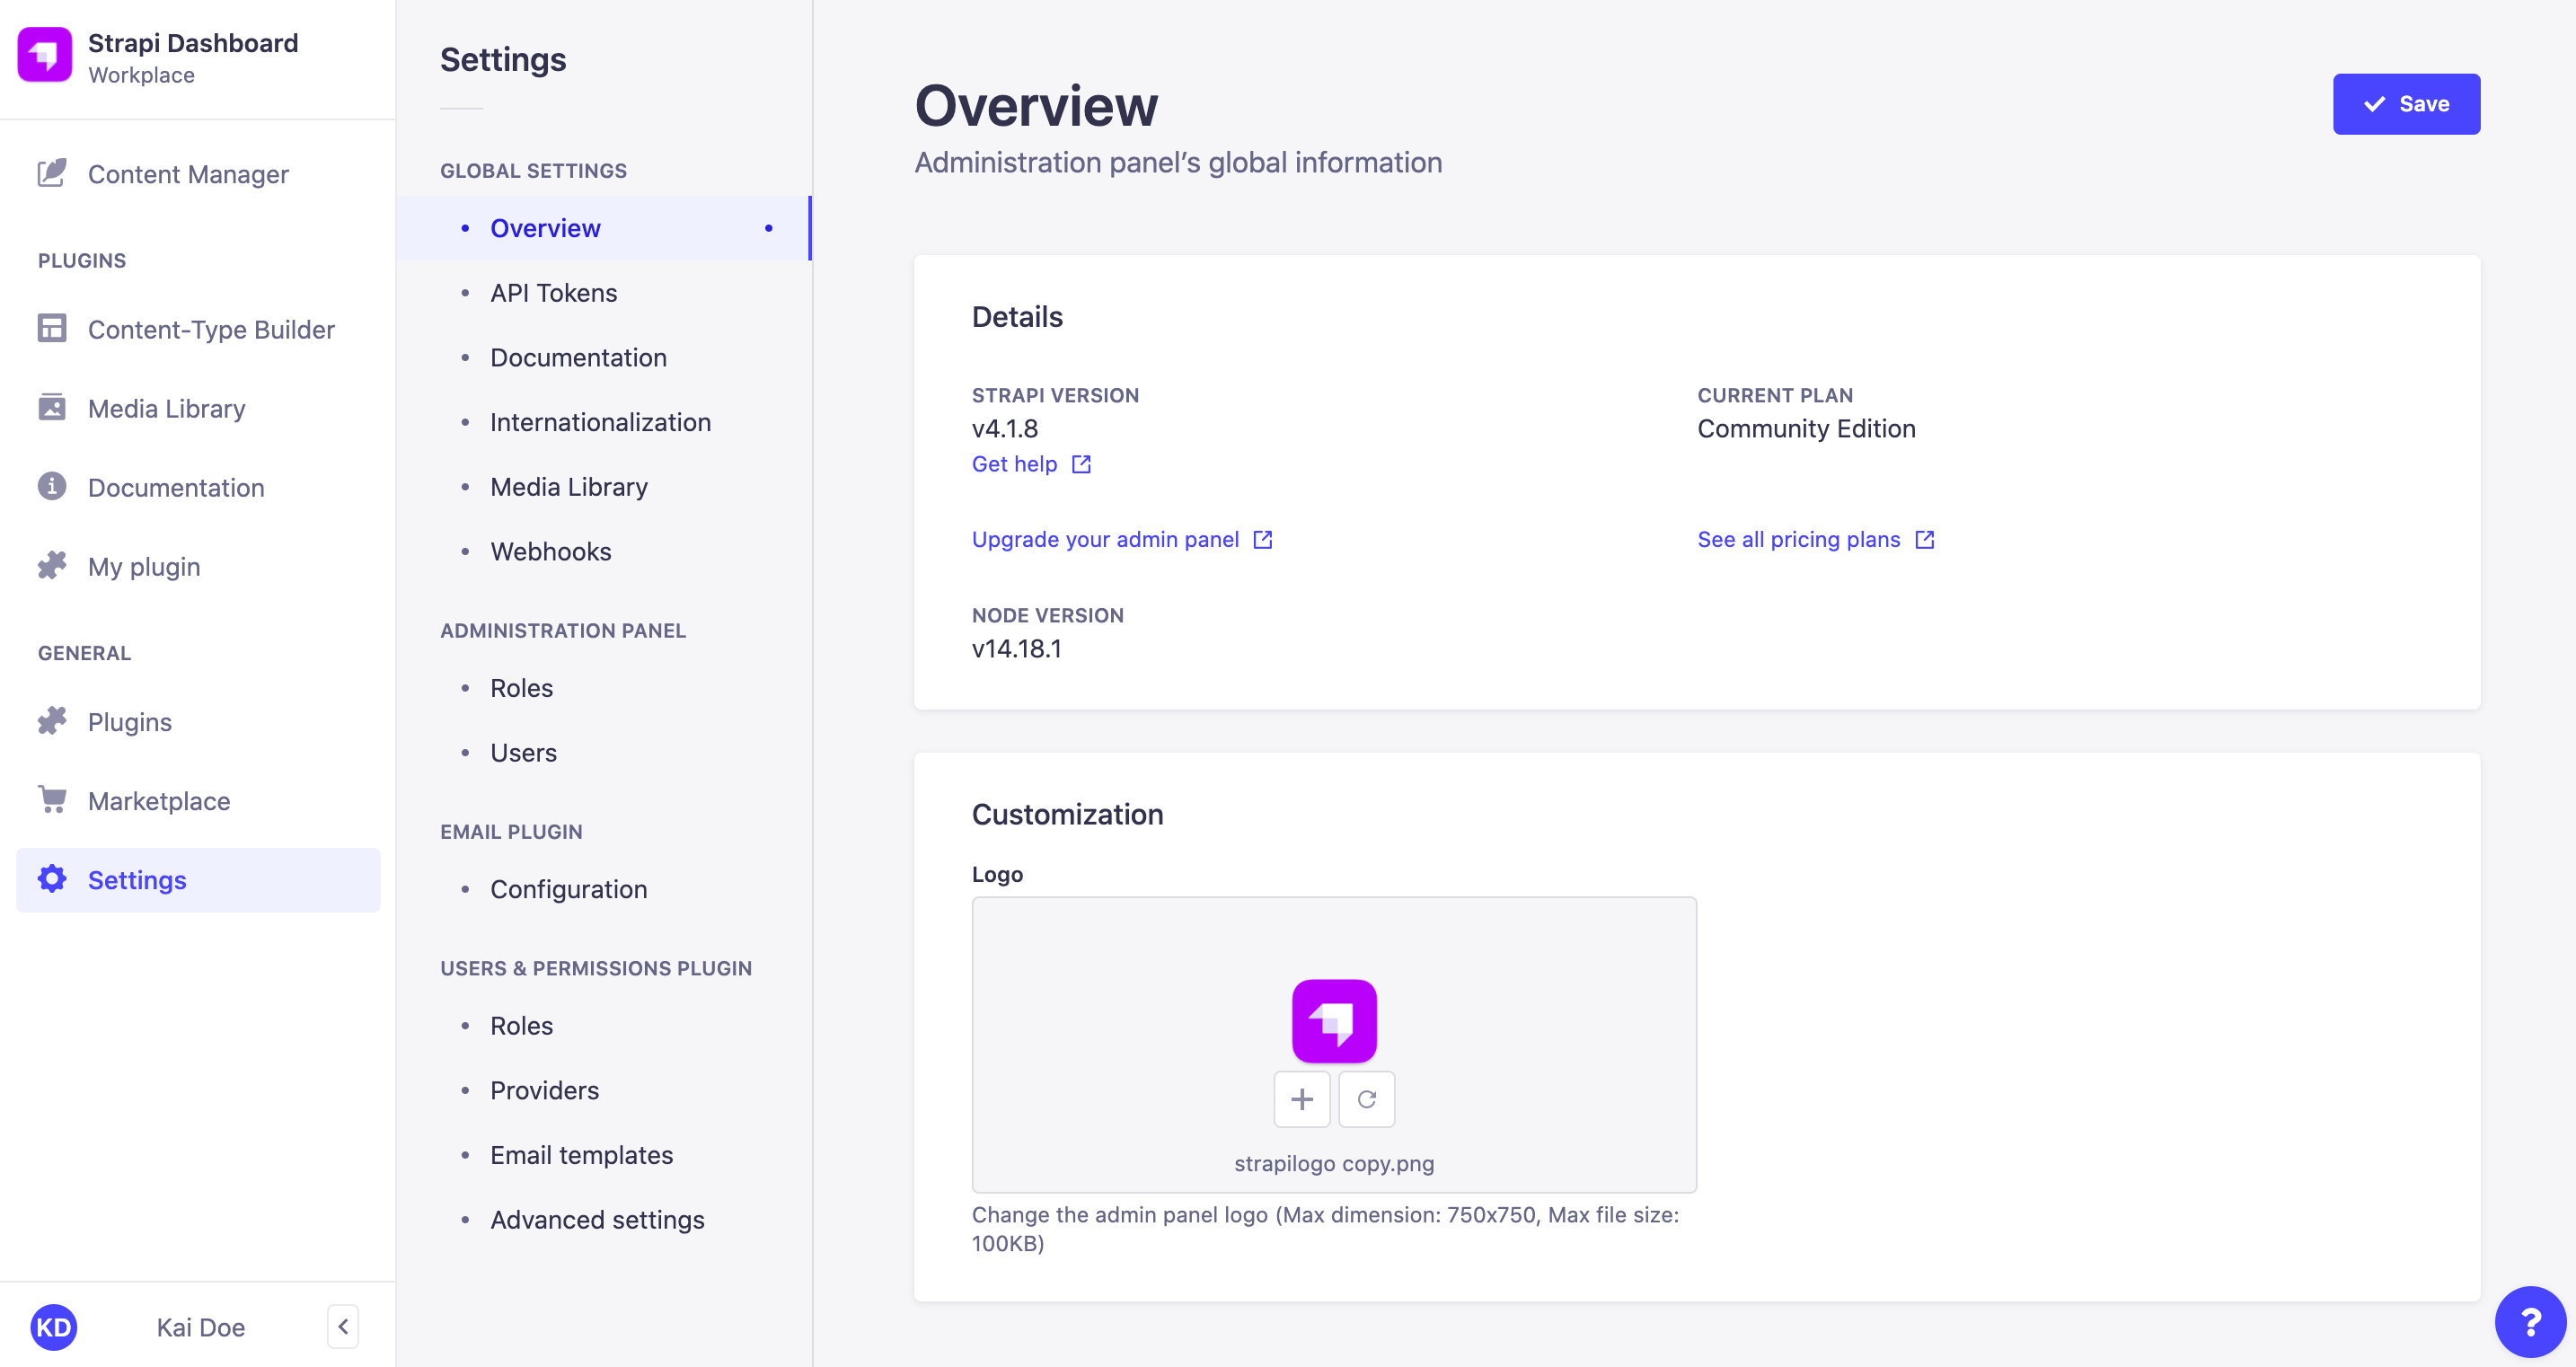 Strapi Dashboard
Workplace
Content Manager
PLUGINS
Content-Type Builder
Media Library
Documentation
My plugin
GENERAL
Plugins
Marketplace
Settings
KD
Kai Doe
Settings
GLOBAL SETTINGS
Overview
API Tokens
Documentation
Internationalization
Media Library
Webhooks
ADMINISTRATION PANEL
Roles
Users
EMAIL PLUGIN
Configuration
USERS & PERMISSIONS PLUGIN
Roles
Providers
Email templates
Advanced settings
Overview
Save
Administration panel’s global information
Details
STRAPI VERSION
v4.1.8
Get help
CURRENT PLAN
Community Edition
Upgrade your admin panel
See all pricing plans
NODE VERSION
v14.18.1
Customization
Logo
strapilogo copy.png
Change the admin panel logo (Max dimension: 750x750, Max file size:
100KB)
?